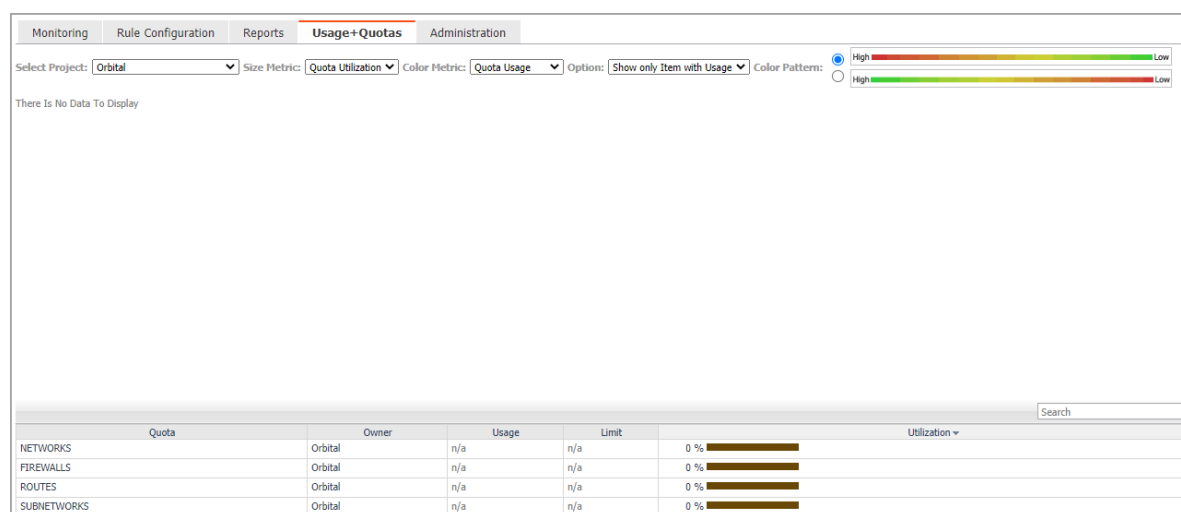 Monitoring Rule Configuration Reports Usage+Quotas Administration
Select Project: Orbital Size Metric: Quota Utilization Color Metric: Quota Usage Option: Show only Item with Usage Color Pattern: High Low
High Low
There Is No Data To Display
Search
Quota Owner Usage Limit Utilization
NETWORKS Orbital n/a n/a 0 %
FIREWALLS Orbital n/a n/a 0 %
ROUTES Orbital n/a n/a 0 %
SUBNETWORKS Orbital n/a n/a 0 %